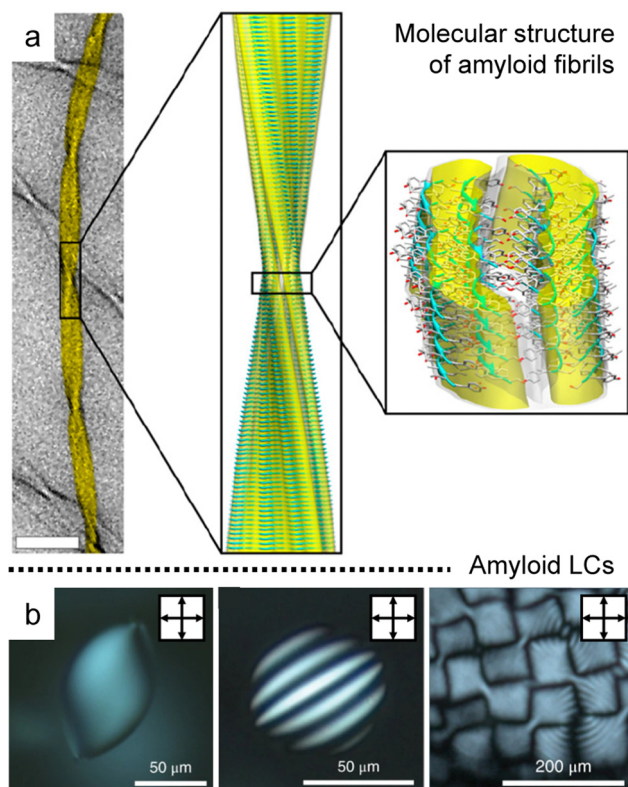 a
Molecular structure
of amyloid fibrils
Amyloid LCs
b
50 μm
50 μm
200 μm